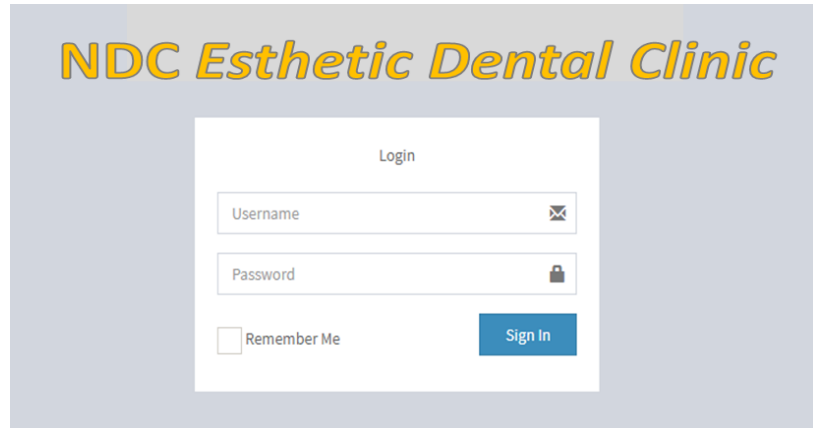 NDC Esthetic Dental Clinic
Login
Username
Password
Remember Me
Sign In